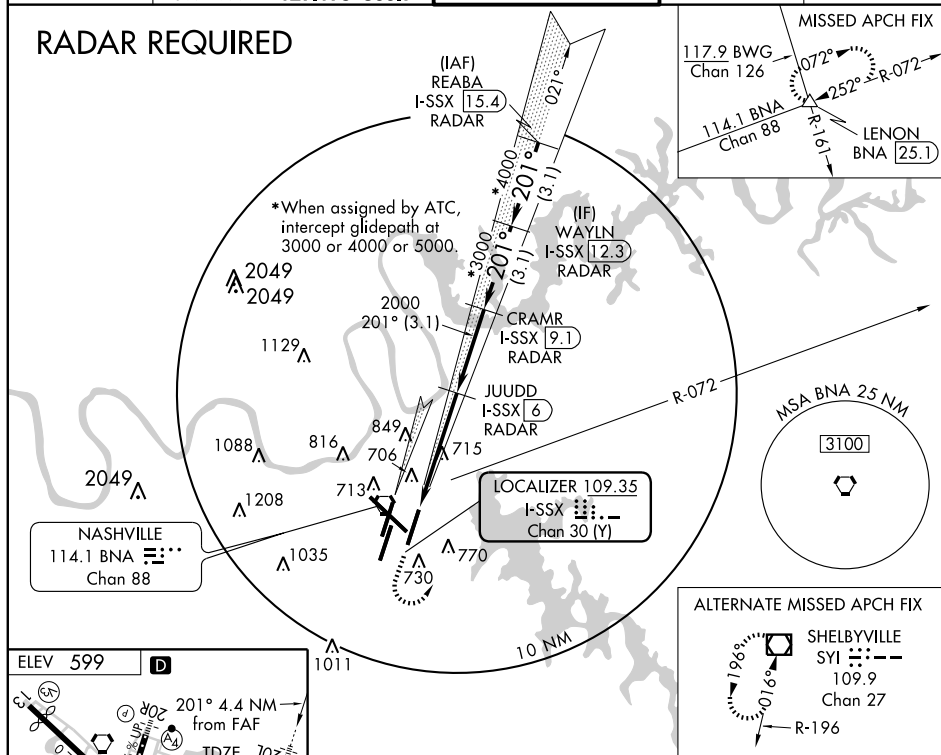 RADAR REQUIRED
(IAF)
REABA
I-SSX 15.4
RADAR
021°
*4000
201°
(3.1)
*When assigned by ATC,
intercept glidepath at
3000 or 4000 or 5000.
(IF)
WAYLN
I-SSX 12.3
RADAR
*3000
201°
(3.1)
2049
2049
2000
201° (3.1)
CRAMR
I-SSX 9.1
RADAR
1129
JUUDD
I-SSX 6
RADAR
R-072
849
1088
816
706
715
2049
713
1208
LOCALIZER 109.35
I-SSX
Chan 30 (Y)
NASHVILLE
114.1 BNA
Chan 88
1035
770
730
10 NM
1011
MISSED APCH FIX
117.9 BWG
Chan 126
072°
252°
R-072
114.1 BNA
Chan 88
R-161
LENON
BNA 25.1
MSA BNA 25 NM
3100
ALTERNATE MISSED APCH FIX
SHELBYVILLE
SYI
109.9
Chan 27
196°
016°
R-196
ELEV 599
D
V3
13
P
20R
% UP
A4
201° 4.4 NM
from FAF
TDZE